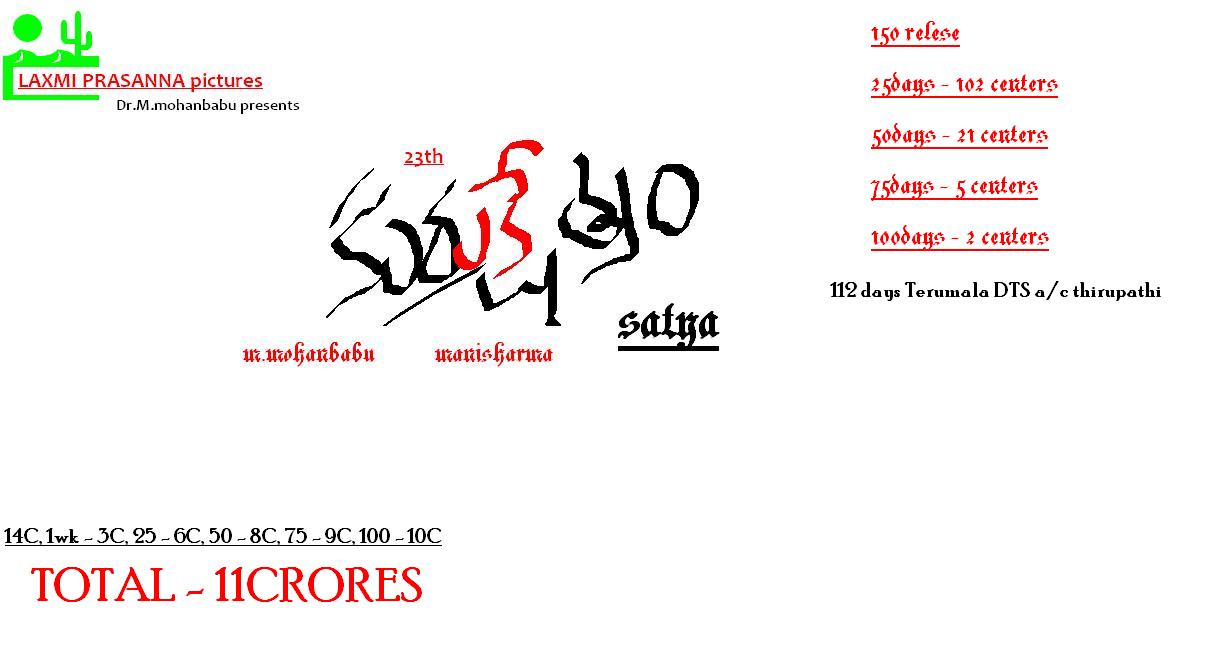 LAXMI PRASANNA pictures
Dr.M.mohanbabu presents
23th
satya
m.mohanbabu manisharma
150 relese
25days - 102 centers
50days - 21 centers
75days - 5 centers
100days - 2 centers
112 days Terumala DTS a/c thirupathi
14C, 1wk - 3C, 25 - 6C, 50 - 8C, 75 - 9C, 100 - 10C
TOTAL - 11CRORES